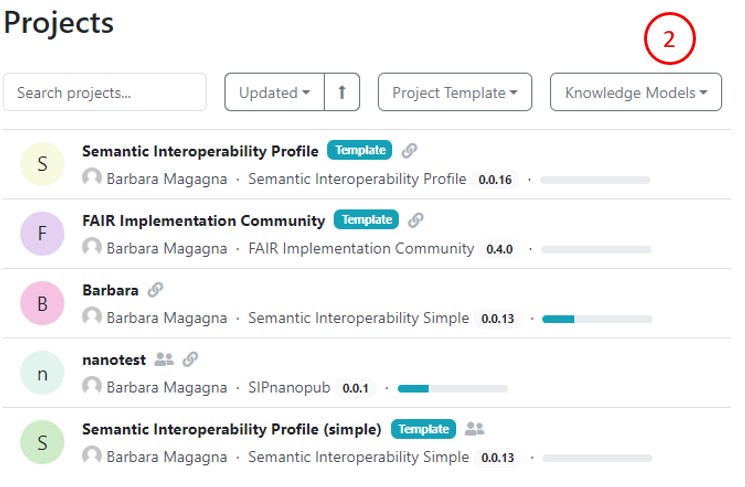 Projects
2
Search projects... Updated Project Template Knowledge Models
S
Semantic Interoperability Profile Template
Barbara Magagna · Semantic Interoperability Profile 0.0.16 ·
F
FAIR Implementation Community Template
Barbara Magagna · FAIR Implementation Community 0.4.0 ·
B
Barbara
Barbara Magagna · Semantic Interoperability Simple 0.0.13 ·
n
nanotest
Barbara Magagna · SIPnanopub 0.0.1 ·
S
Semantic Interoperability Profile (simple) Template
Barbara Magagna · Semantic Interoperability Simple 0.0.13 ·